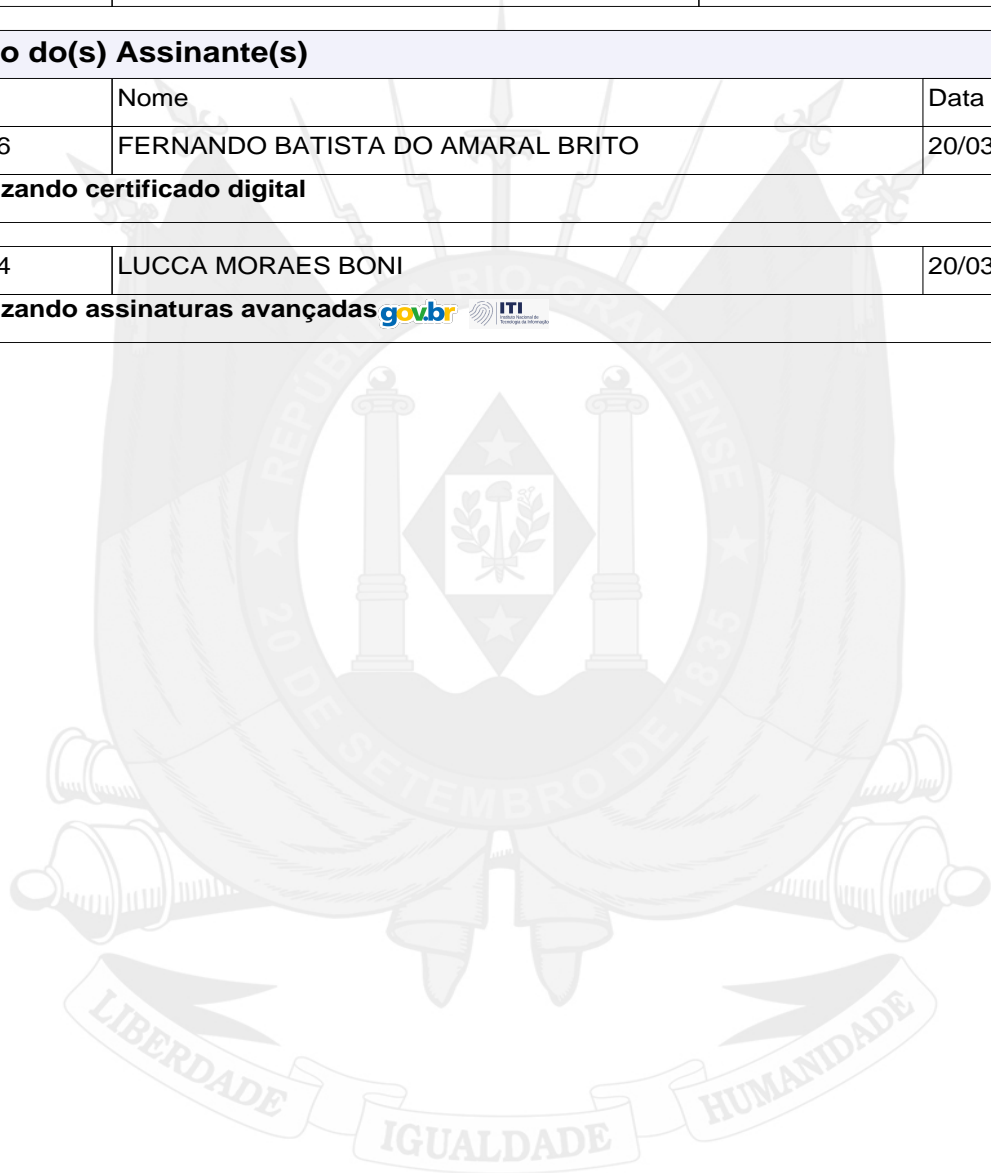 o do(s) Assinante(s)
Nome Data
6 FERNANDO BATISTA DO AMARAL BRITO 20/03
zando certificado digital
4 LUCCA MORAES BONI 20/03
zando assinaturas avançadas gov.br ITI
REPÚBLICA RIO-GRANDENSE
20 DE SETEMBRO DE 1835
LIBERDADE IGUALDADE HUMANIDADE